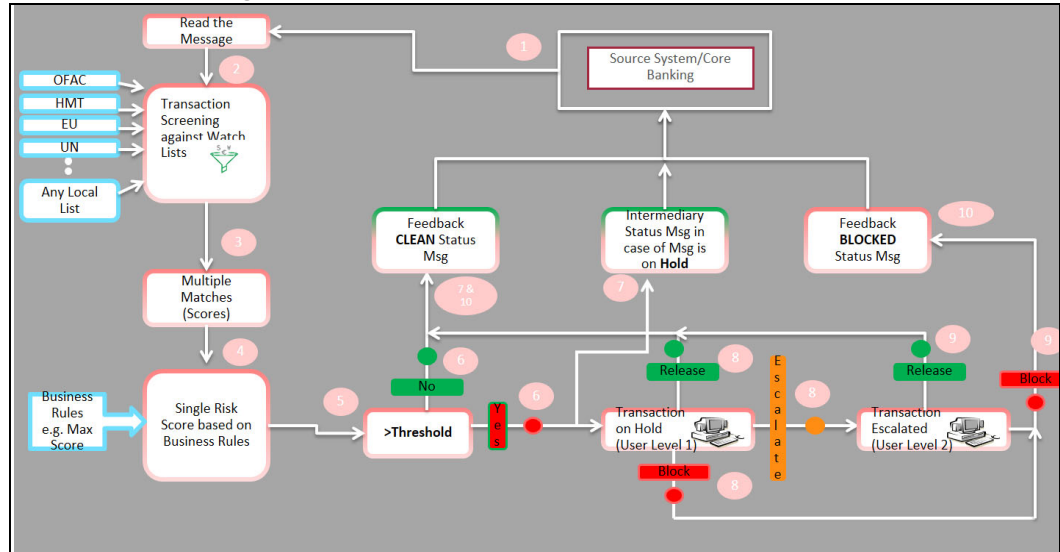 Read the
Message
1
Source System/Core
Banking
2
OFAC
HMT
EU
UN
Any Local
List
Transaction
Screening
against Watch
Lists
S C V
3
Feedback
CLEAN Status
Msg
Intermediary
Status Msg in
case of Msg is
on Hold
Feedback
BLOCKED
Status Msg
10
Multiple
Matches
(Scores)
7 &
10
7
4
6
No
8
Release
9
Release
9
Block
Business
Rules
e.g. Max
Score
Single Risk
Score based on
Business Rules
5
>Threshold
Yes
6
Transaction
on Hold
(User Level 1)
Escalate
8
Transaction
Escalated
(User Level 2)
Block
8